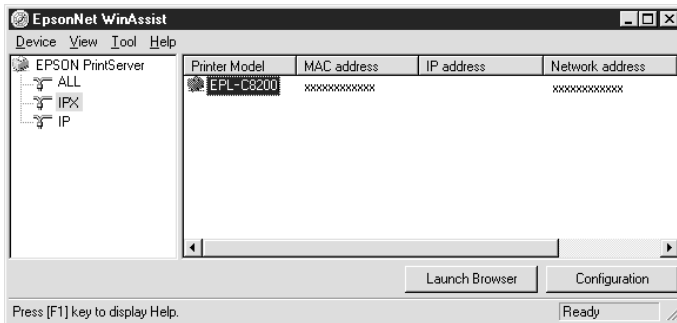 EpsonNet WinAssist
Device View Tool Help
EPSON PrintServer
ALL
IPX
IP
Printer Model MAC address IP address Network address
EPL-C8200 xxxxxxxxxxxx xxxxxxxxxxxx
Launch Browser Configuration
Press [F1] key to display Help. Ready